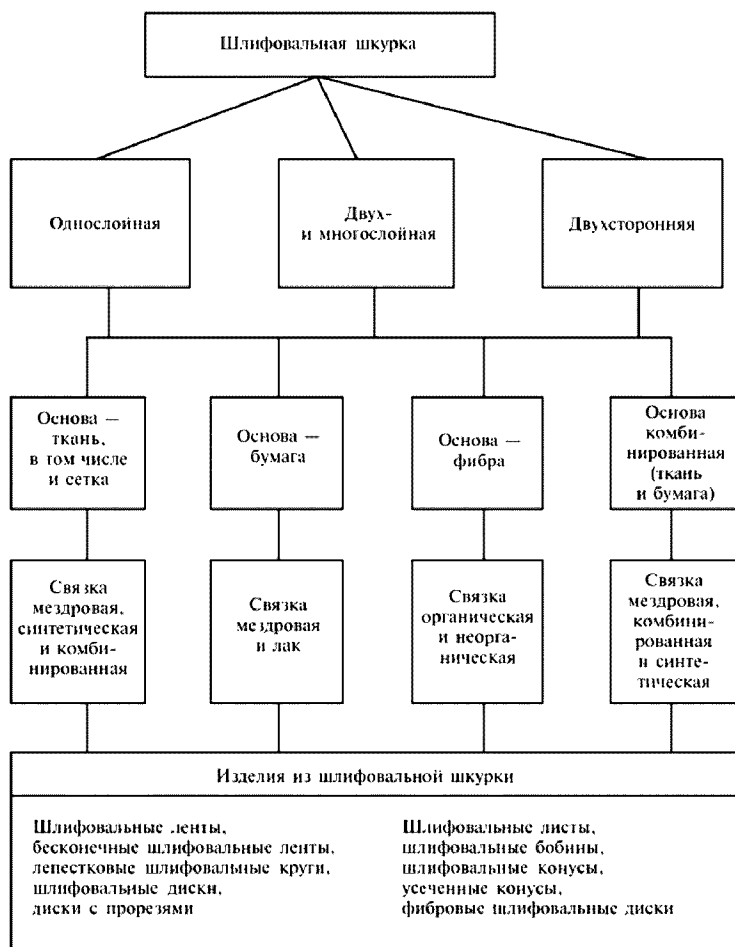 Шлифовальная шкурка
Однослойная
Двух-
и многослойная
Двухсторонняя
Основа —
ткань,
в том числе
и сетка
Основа —
бумага
Основа —
фибра
Основа
комби-
нированная
(ткань
и бумага)
Связка
мездровая,
синтетическая
и комби-
нированная
Связка
мездровая
и лак
Связка
органическая
и неорга-
ническая
Связка
мездровая,
комбини-
рованная
и синте-
тическая
Изделия из шлифовальной шкурки
Шлифовальные ленты,
бесконечные шлифовальные ленты,
лепестковые шлифовальные круги,
шлифовальные диски,
диски с прорезями
Шлифовальные листы,
шлифовальные бобины,
шлифовальные конусы,
усеченные конусы,
фибровые шлифовальные диски